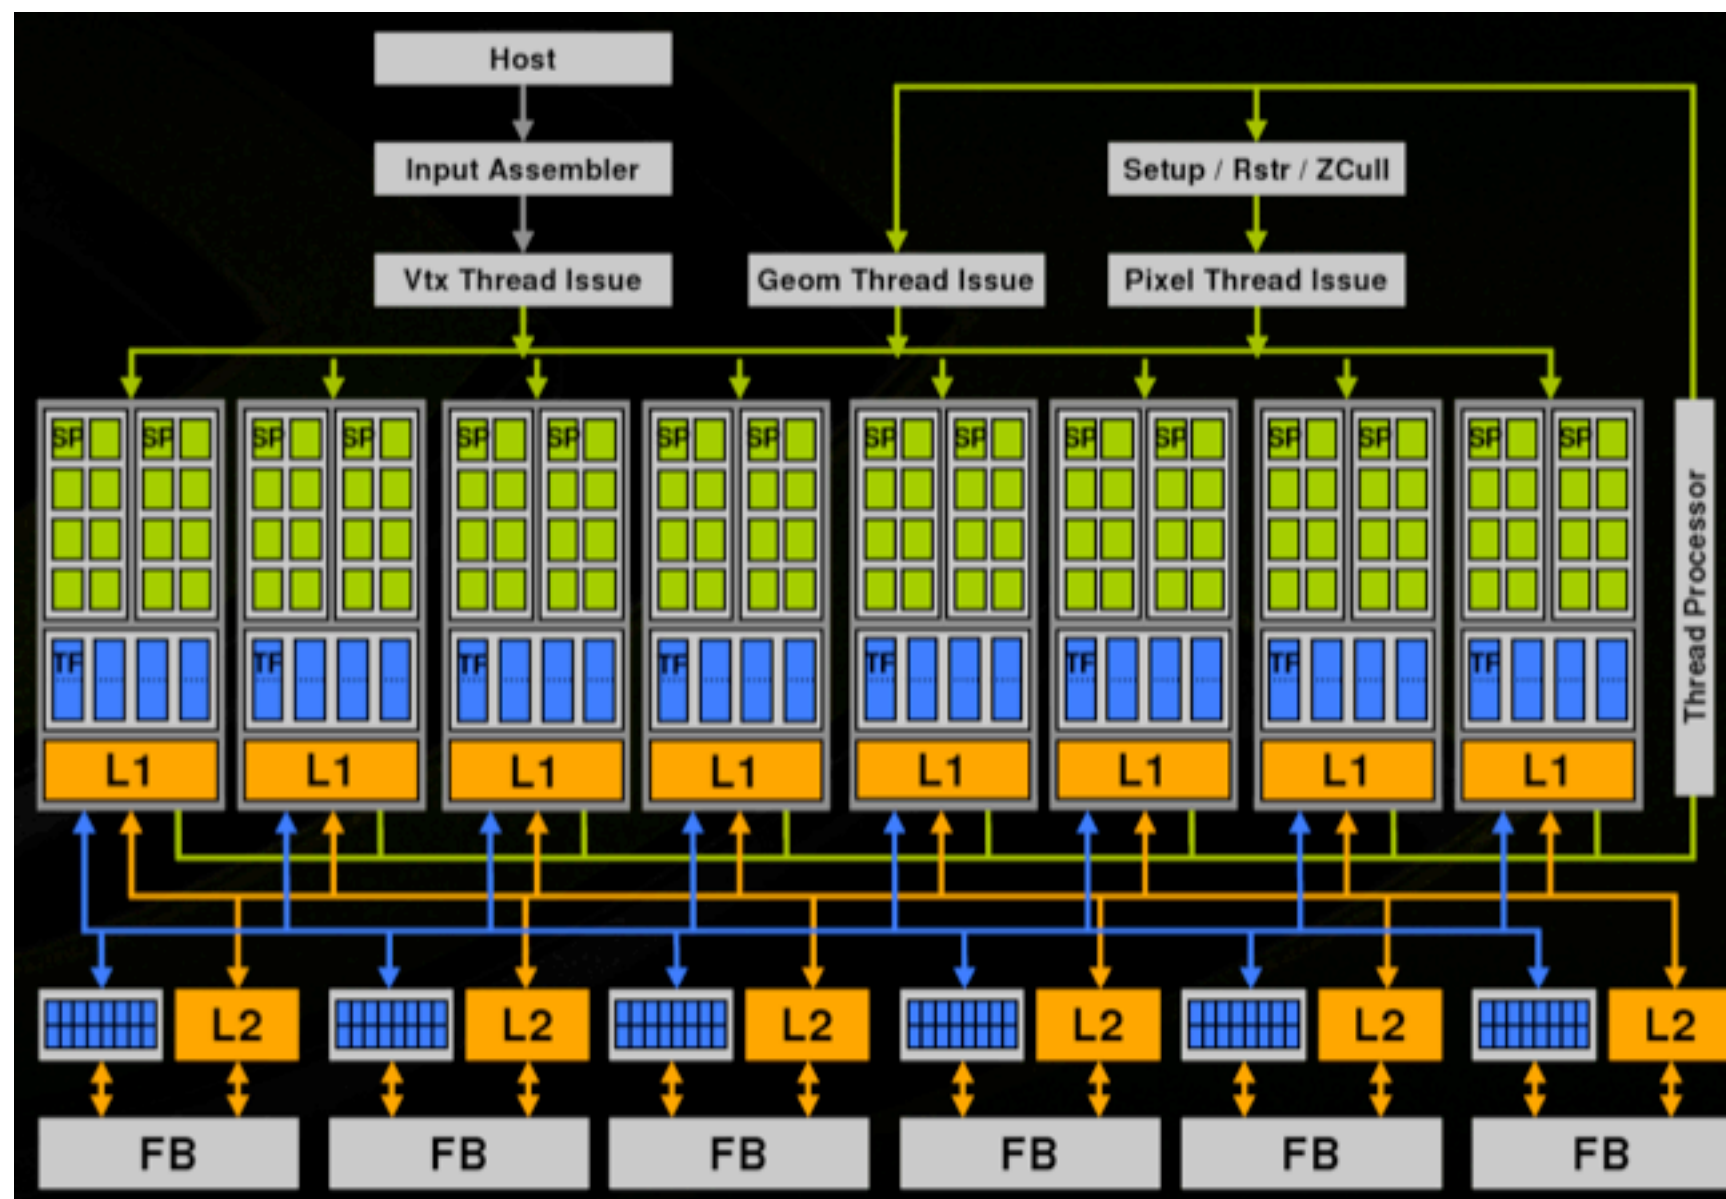 Host
Input Assembler
Setup / Rstr / ZCull
Vtx Thread Issue
Geom Thread Issue
Pixel Thread Issue
SP SP SP SP SP SP SP SP SP SP SP SP SP SP SP SP
Thread Processor
TF TF TF TF TF TF TF TF
L1 L1 L1 L1 L1 L1 L1 L1
L2 L2 L2 L2 L2 L2
FB FB FB FB FB FB